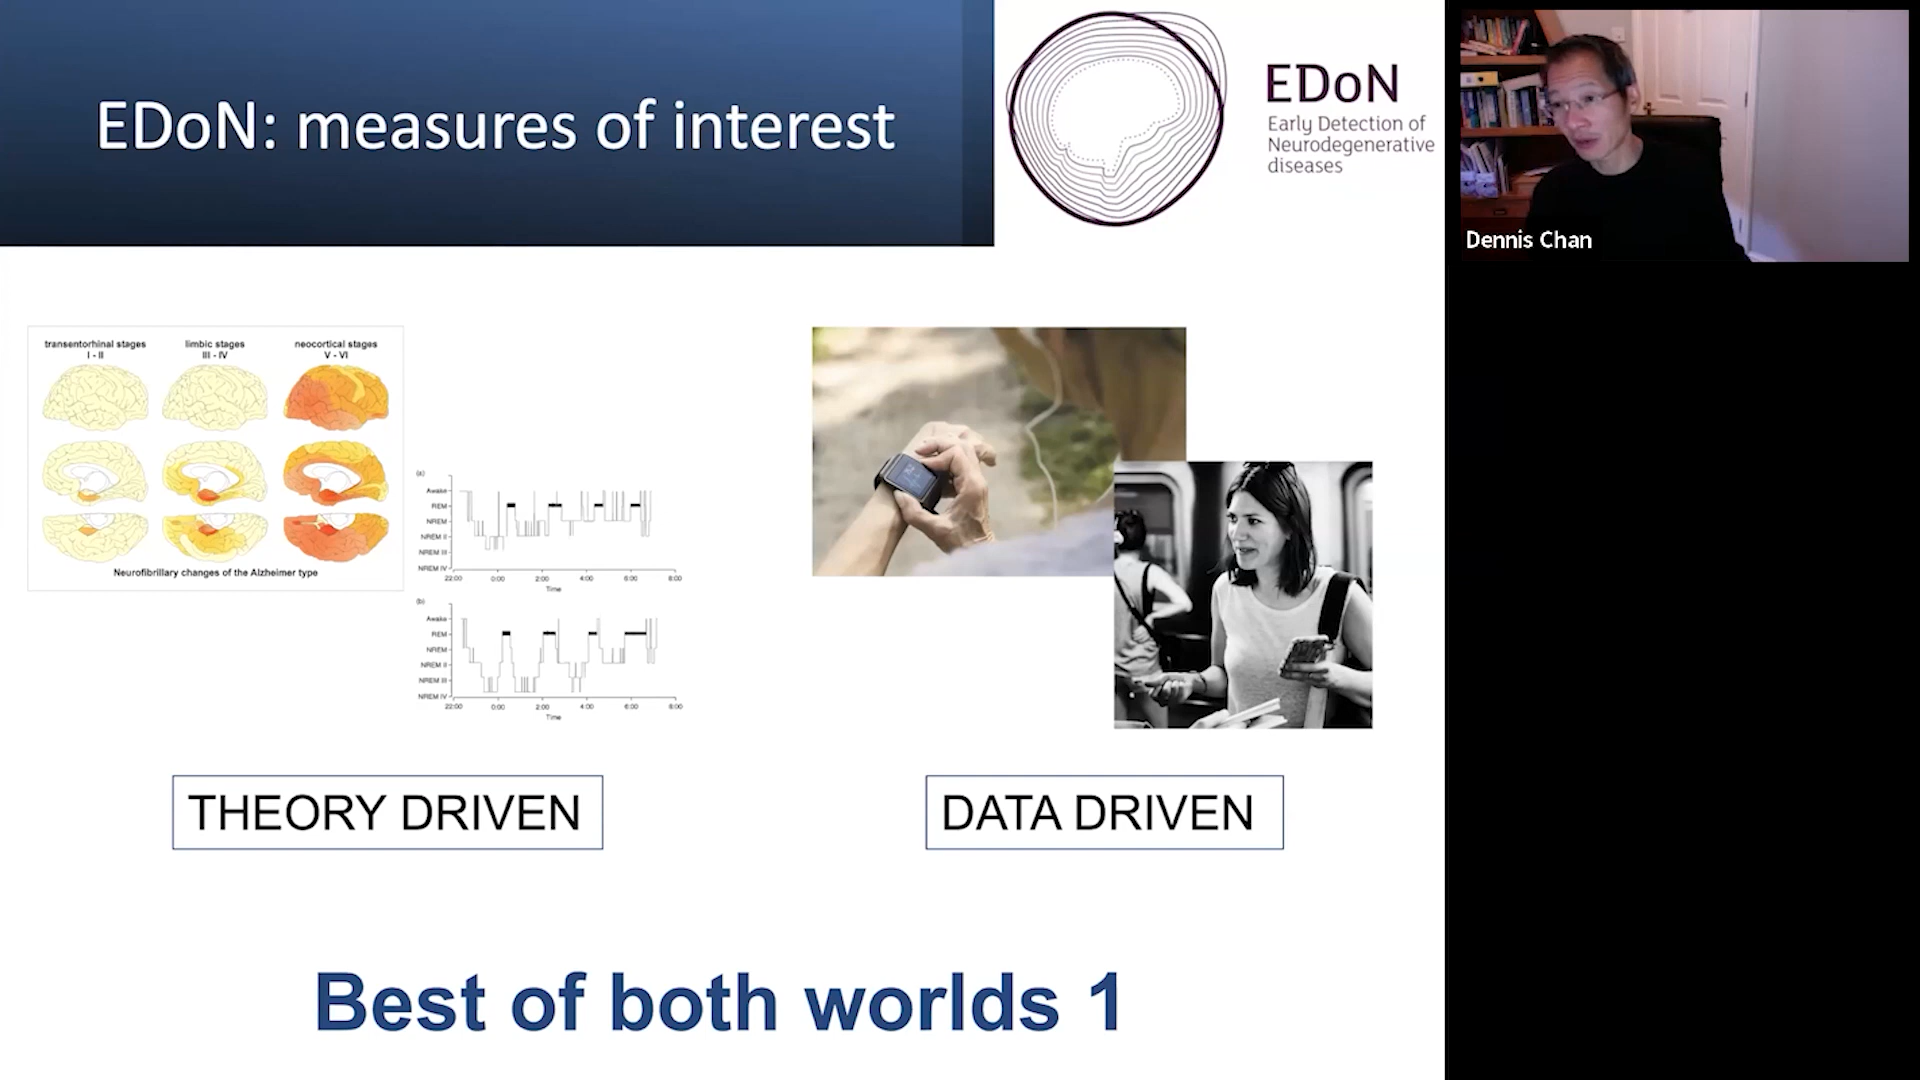 EDoN: measures of interest
EDoN
Early Detection of
Neurodegenerative
diseases
Dennis Chan
transentorhinal stages
I - II
limbic stages
III - IV
neocortical stages
V - VI
Neurofibrillary changes of the Alzheimer type
(a)
Awake
REM
NREM I
NREM II
NREM III
NREM IV
22:00 0:00 2:00 4:00 6:00 8:00
Time
(b)
Awake
REM
NREM I
NREM II
NREM III
NREM IV
22:00 0:00 2:00 4:00 6:00 8:00
Time
THEORY DRIVEN
DATA DRIVEN
Best of both worlds 1